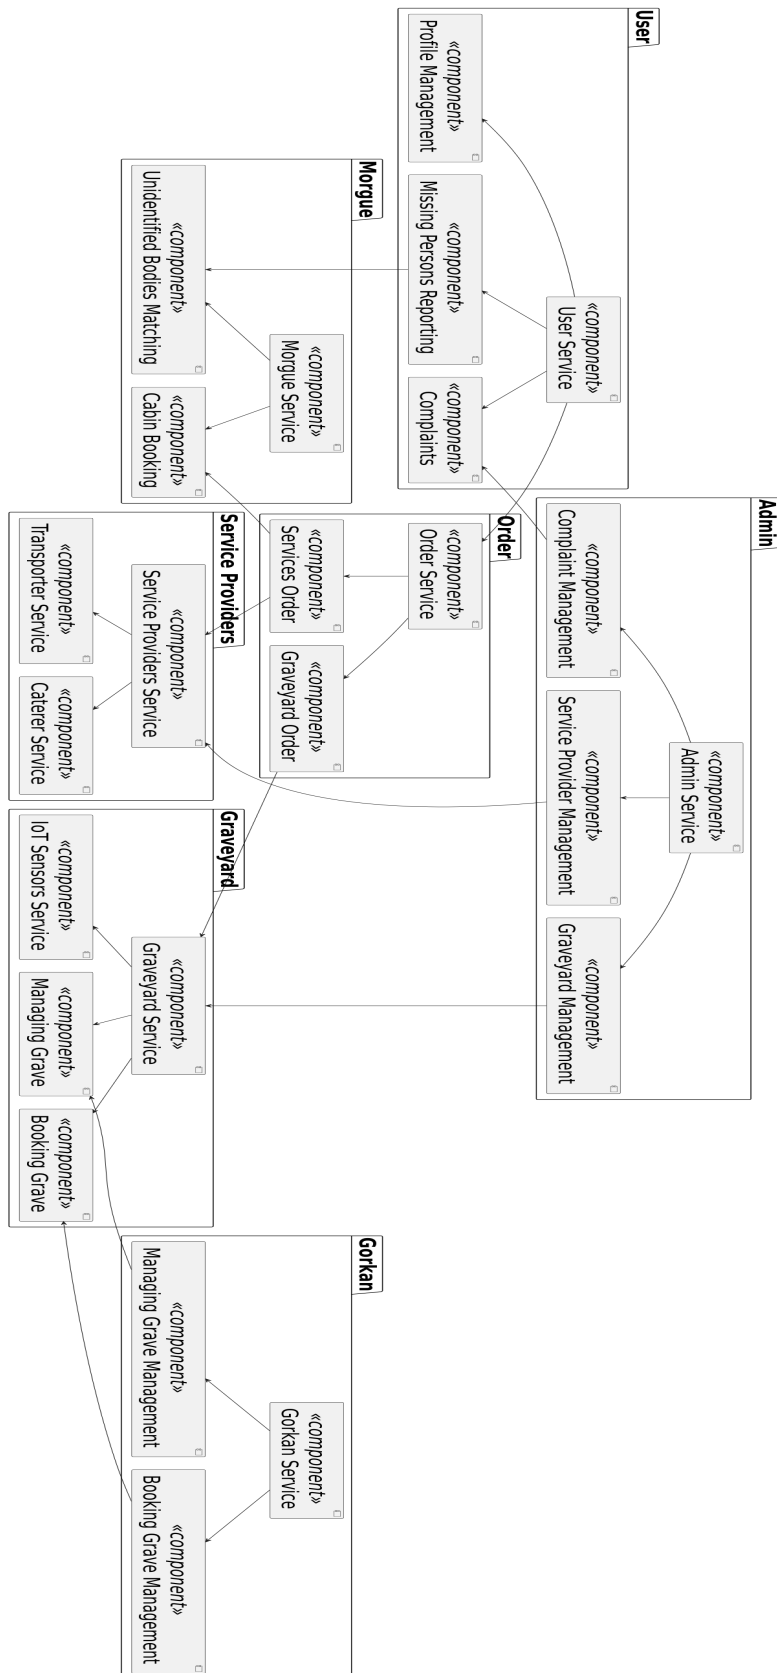 User
«component»
User Service
«component»
Profile Management
«component»
Missing Persons Reporting
«component»
Complaints
Admin
«component»
Admin Service
«component»
Complaint Management
«component»
Service Provider Management
«component»
Graveyard Management
Morgue
«component»
Morgue Service
«component»
Unidentified Bodies Matching
«component»
Cabin Booking
Order
«component»
Order Service
«component»
Services Order
«component»
Graveyard Order
Service Providers
«component»
Service Providers Service
«component»
Transporter Service
«component»
Caterer Service
Graveyard
«component»
Graveyard Service
«component»
IoT Sensors Service
«component»
Managing Grave
«component»
Booking Grave
Gorkan
«component»
Gorkan Service
«component»
Managing Grave Management
«component»
Booking Grave Management